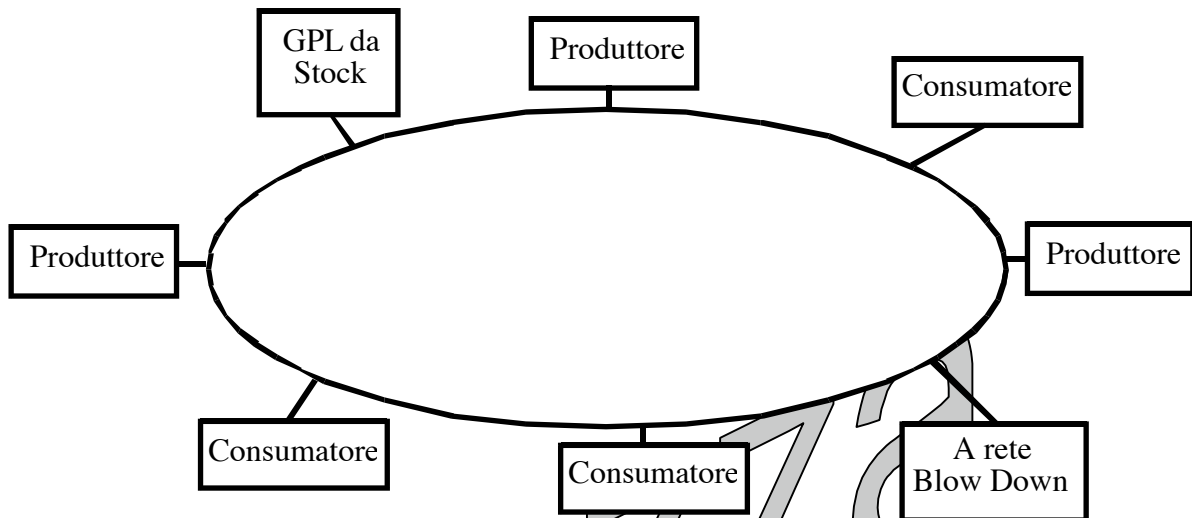 GPL da
Stock
Produttore
Consumatore
Produttore
Produttore
Consumatore
Consumatore
A rete
Blow Down